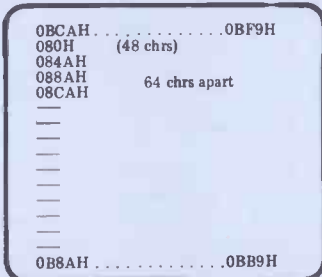 0BCAH . . . . . . . . . . . . . . 0BF9H
080H (48 chrs)
084AH
088AH 64 chrs apart
08CAH
0B8AH . . . . . . . . . . . . . 0BB9H